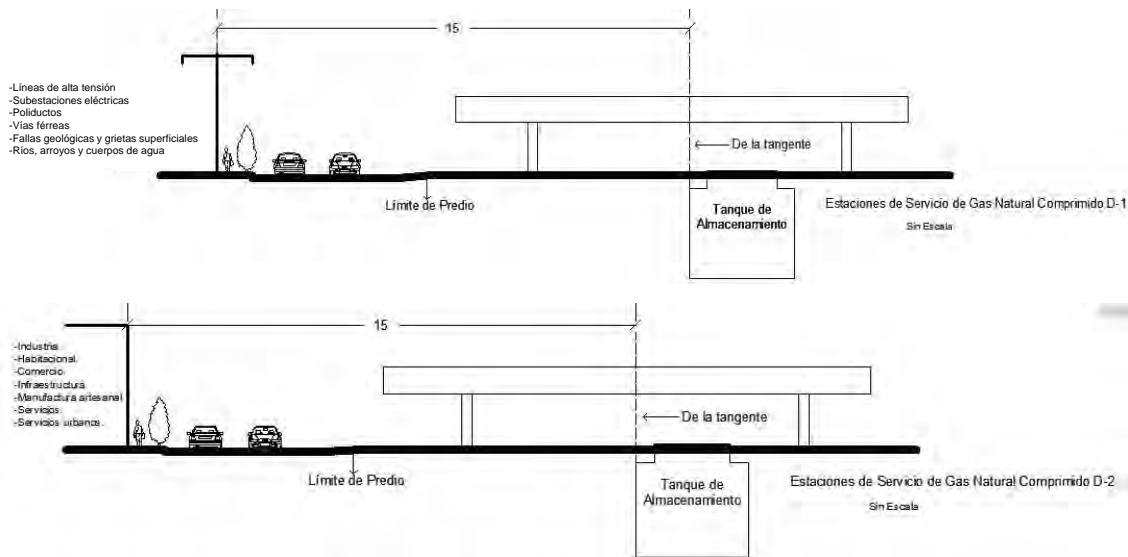 15
-Líneas de alta tensión
-Subestaciones eléctricas
-Poliductos
-Vías férreas
-Fallas geológicas y grietas superficiales
-Ríos, arroyos y cuerpos de agua
De la tangente
Límite de Predio
Tanque de
Almacenamiento
Estaciones de Servicio de Gas Natural Comprimido D-1
Sin Escala
15
-Industria
-Habitacional.
-Comercio.
-Infraestructura.
-Manufactura artesanal
-Servicios.
-Servicios urbanos.
De la tangente
Límite de Predio
Tanque de
Almacenamiento
Estaciones de Servicio de Gas Natural Comprimido D-2
Sin Escala